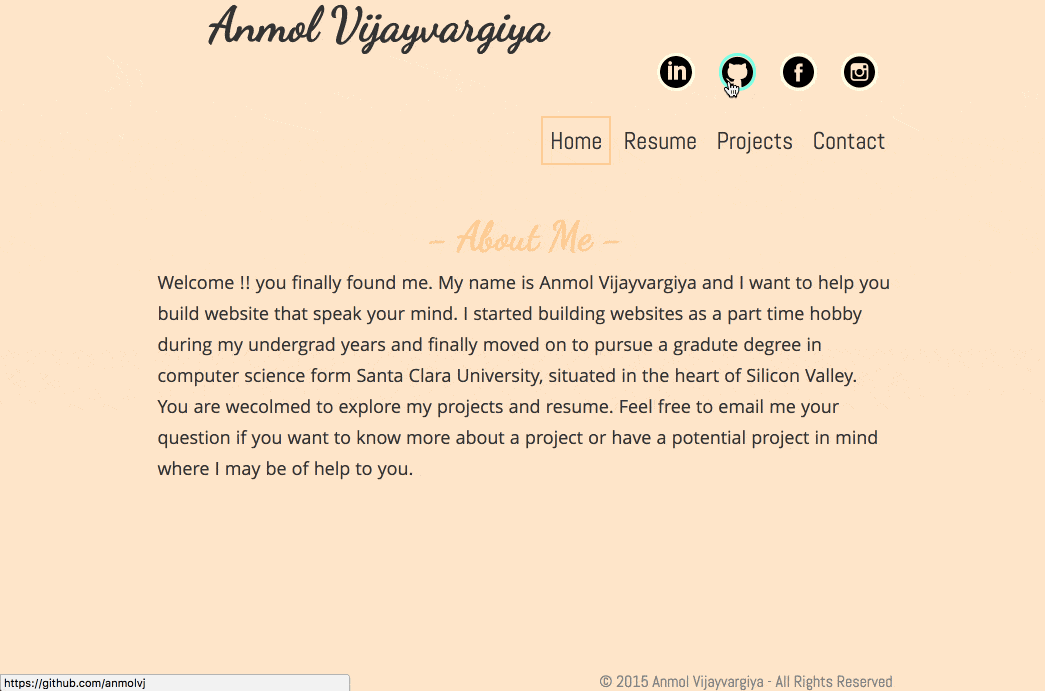 Anmol Vijayvargiya
in
f
Home Resume Projects Contact
- About Me -
Welcome !! you finally found me. My name is Anmol Vijayvargiya and I want to help you
build website that speak your mind. I started building websites as a part time hobby
during my undergrad years and finally moved on to pursue a gradute degree in
computer science form Santa Clara University, situated in the heart of Silicon Valley.
You are wecolmed to explore my projects and resume. Feel free to email me your
question if you want to know more about a project or have a potential project in mind
where I may be of help to you.
© 2015 Anmol Vijayvargiya - All Rights Reserved
https://github.com/anmolvj